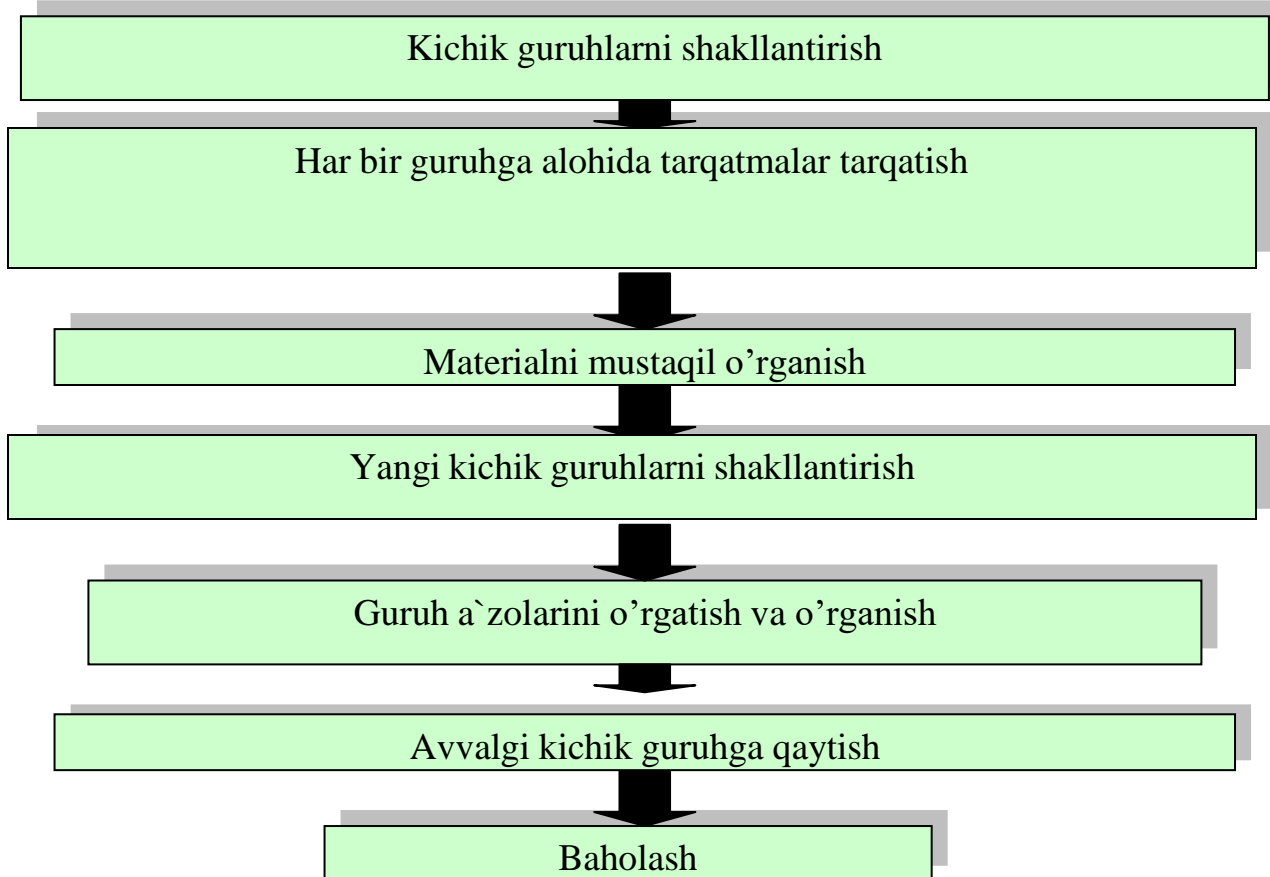 Kichik guruhlarni shakllantirish
Har bir guruhga alohida tarqatmalar tarqatish
Materialni mustaqil o’rganish
Yangi kichik guruhlarni shakllantirish
Guruh a`zolarini o’rgatish va o’rganish
Avvalgi kichik guruhga qaytish
Baholash